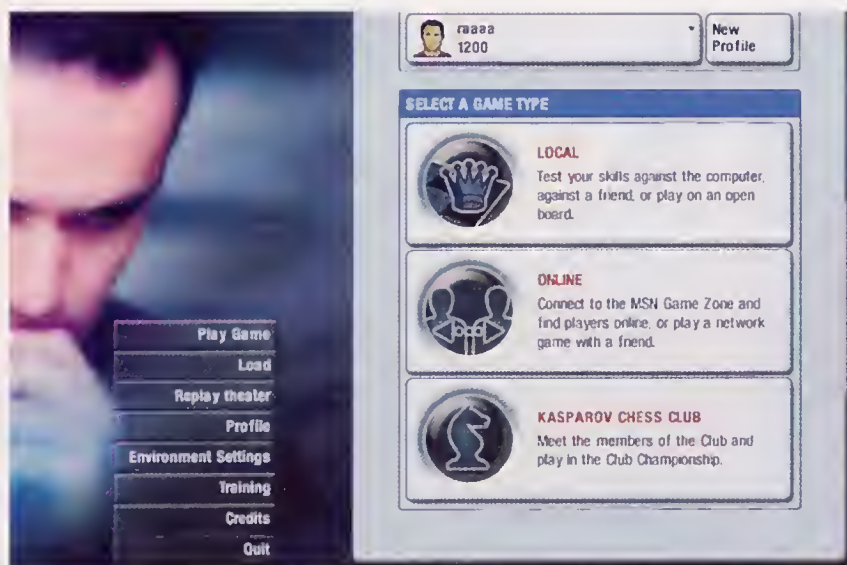 raaaa
1200
New
Profile
SELECT A GAME TYPE
LOCAL
Test your skills against the computer,
against a friend, or play on an open
board.
ONLINE
Connect to the MSN Game Zone and
find players online, or play a network
game with a friend.
KASPAROV CHESS CLUB
Meet the members of the Club and
play in the Club Championship.
Play Game
Load
Replay theater
Profile
Environment Settings
Training
Credits
Quit